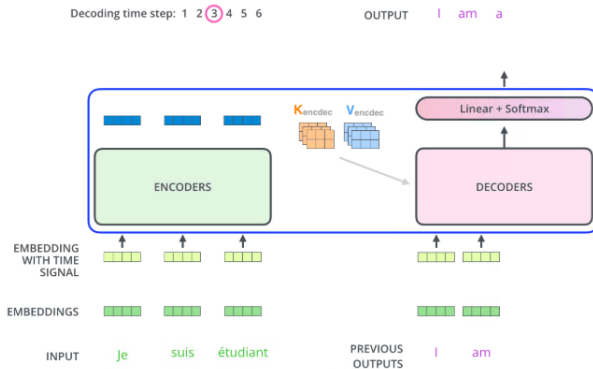 Decoding time step: 1 2 3 4 5 6
OUTPUT I am a
Kencdec Vencdec
Linear + Softmax
ENCODERS
DECODERS
EMBEDDING
WITH TIME
SIGNAL
EMBEDDINGS
INPUT Je suis étudiant
PREVIOUS
OUTPUTS
I am